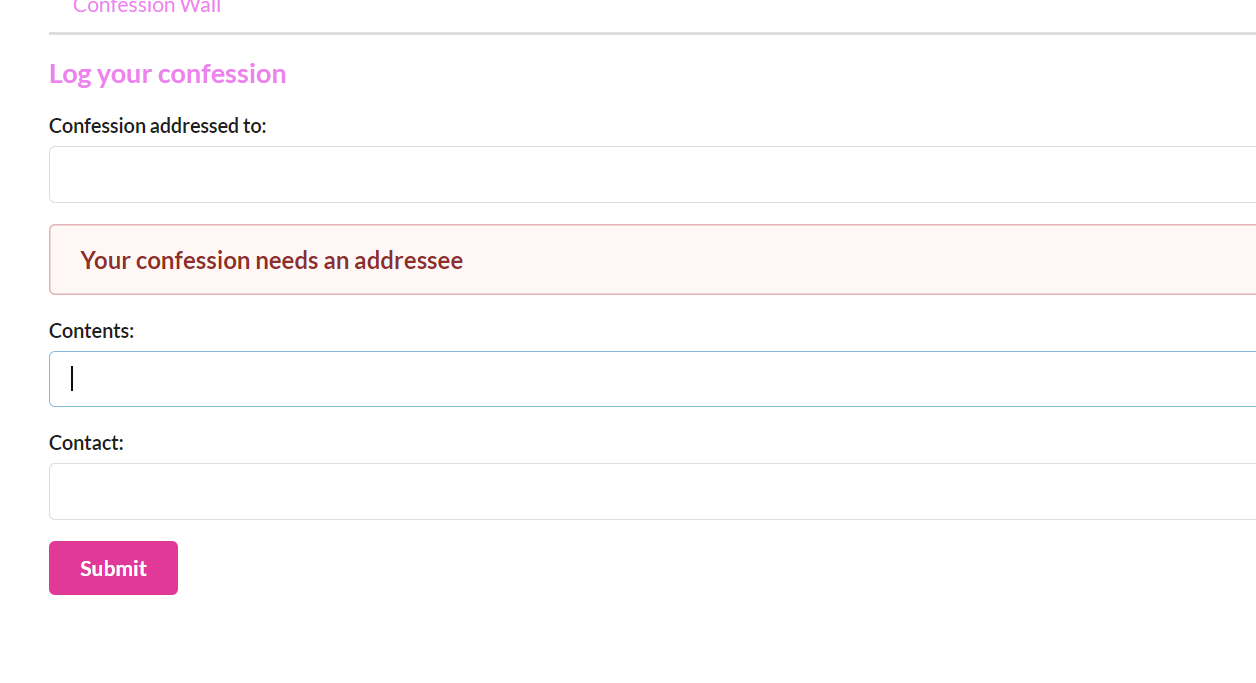 Confession Wall
Log your confession
Confession addressed to:
Your confession needs an addressee
Contents:
Contact:
Submit